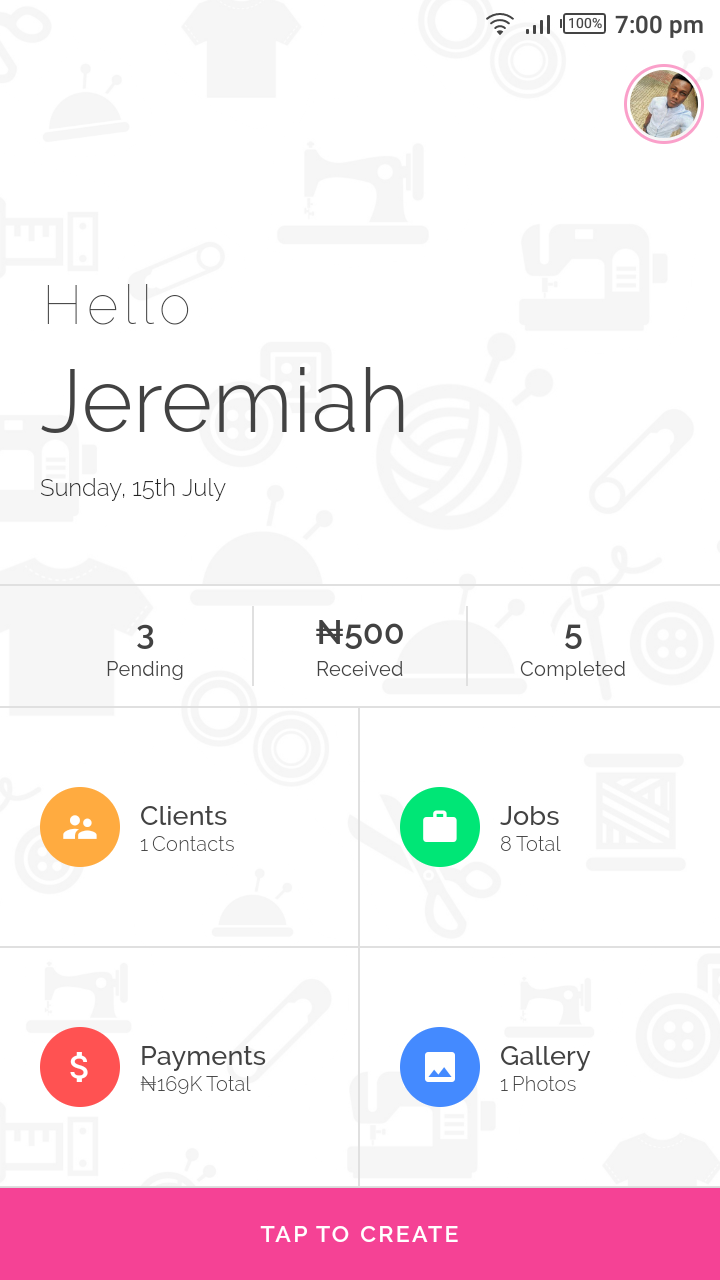 100% 7:00 pm
Hello
Jeremiah
Sunday, 15th July
3 ₦500 5
Pending Received Completed
Clients
1 Contacts
Jobs
8 Total
Payments
₦169K Total
Gallery
1 Photos
TAP TO CREATE